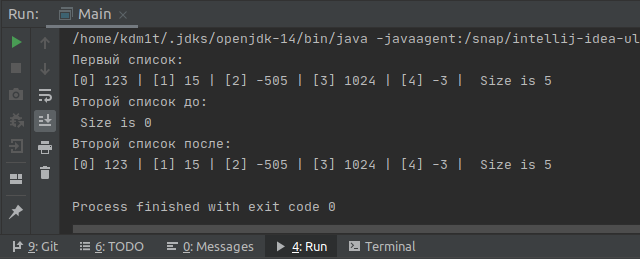 Run: Main
/home/kdm1t/.jdks/openjdk-14/bin/java -javaagent:/snap/intellij-idea-ul
Первый список:
[0] 123 | [1] 15 | [2] -505 | [3] 1024 | [4] -3 |  Size is 5
Второй список до:
 Size is 0
Второй список после:
[0] 123 | [1] 15 | [2] -505 | [3] 1024 | [4] -3 |  Size is 5
Process finished with exit code 0
9: Git 6: TODO 0: Messages 4: Run Terminal